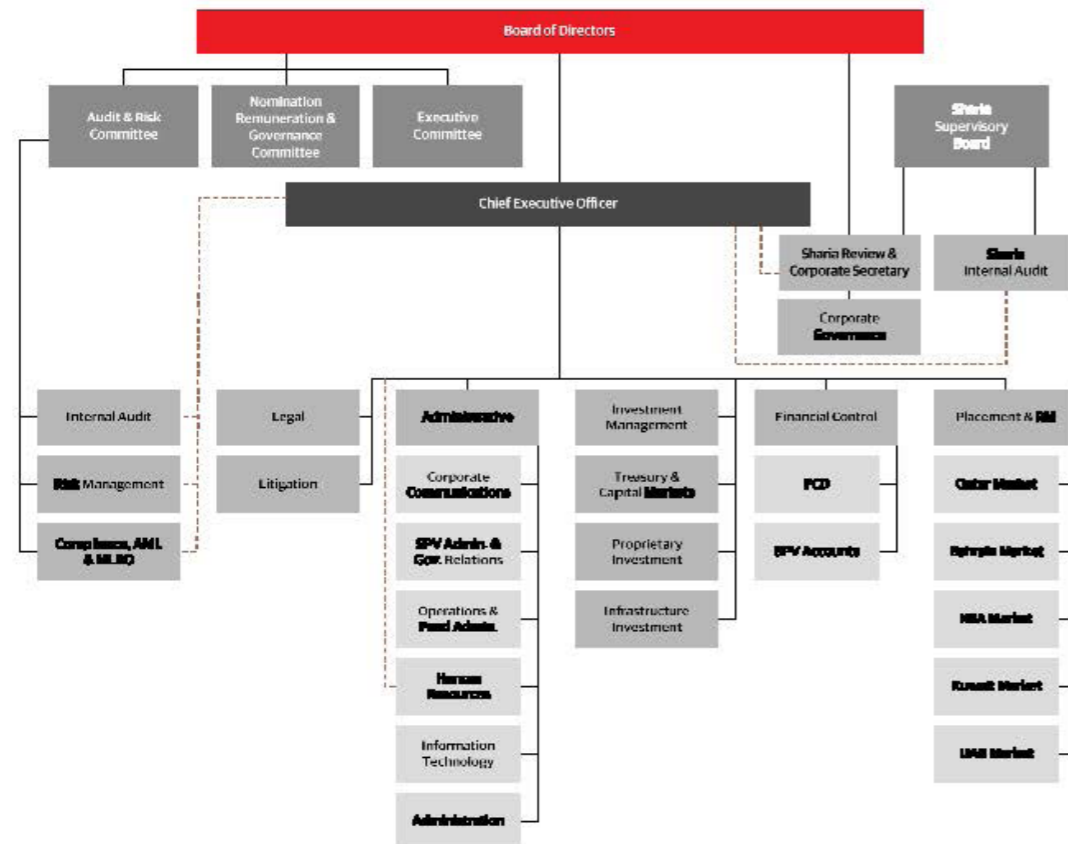 Board of Directors
Audit & Risk
Committee
Nomination
Remuneration &
Governance
Committee
Executive
Committee
Sharia
Supervisory
Board
Chief Executive Officer
Sharia Review &
Corporate Secretary
Sharia
Internal Audit
Corporate
Governance
Internal Audit
Legal
Administrative
Investment
Management
Financial Control
Placement & RM
Risk Management
Litigation
Corporate
Communications
Treasury &
Capital Markets
FCD
Qatar Market
Compliance, AML
& MLRO
SPV Admin. &
Gov. Relations
Proprietary
Investment
SPV Accounts
Bahrain Market
Operations &
Fund Admin.
Infrastructure
Investment
KSA Market
Human
Resources
Kuwait Market
Information
Technology
UAE Market
Administration